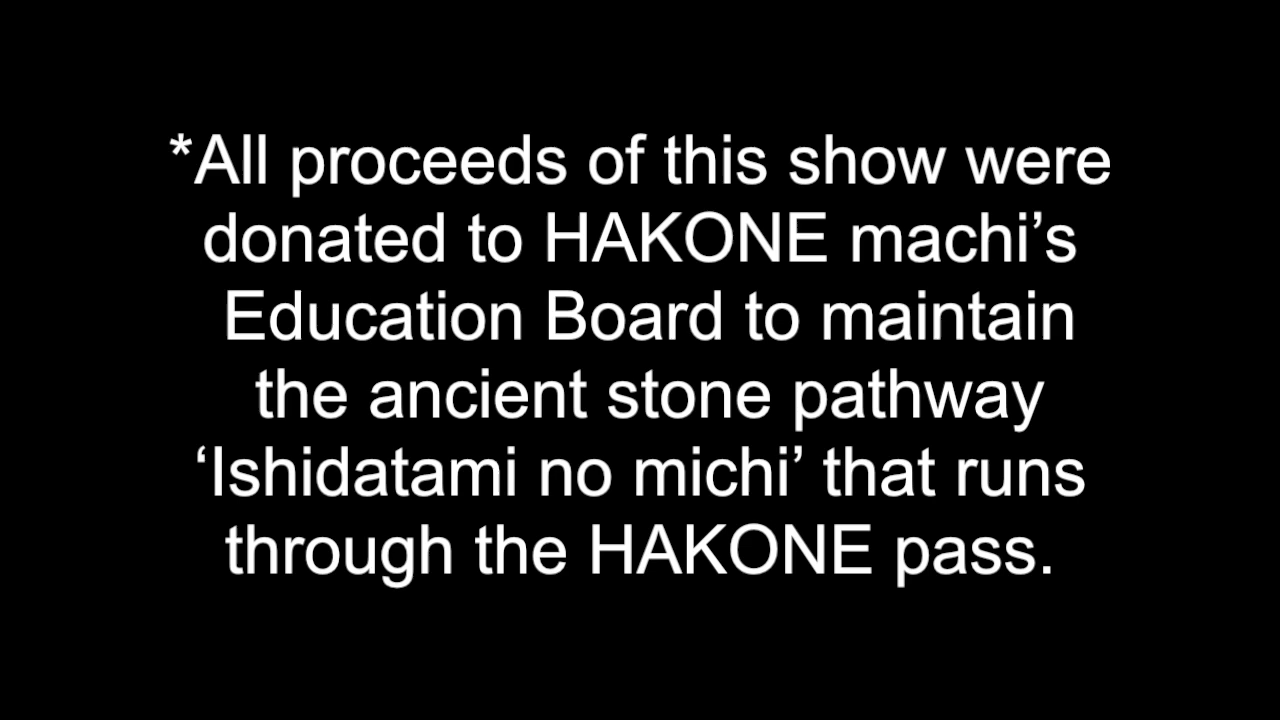 *All proceeds of this show were
donated to HAKONE machi’s
Education Board to maintain
the ancient stone pathway
‘Ishidatami no michi’ that runs
through the HAKONE pass.